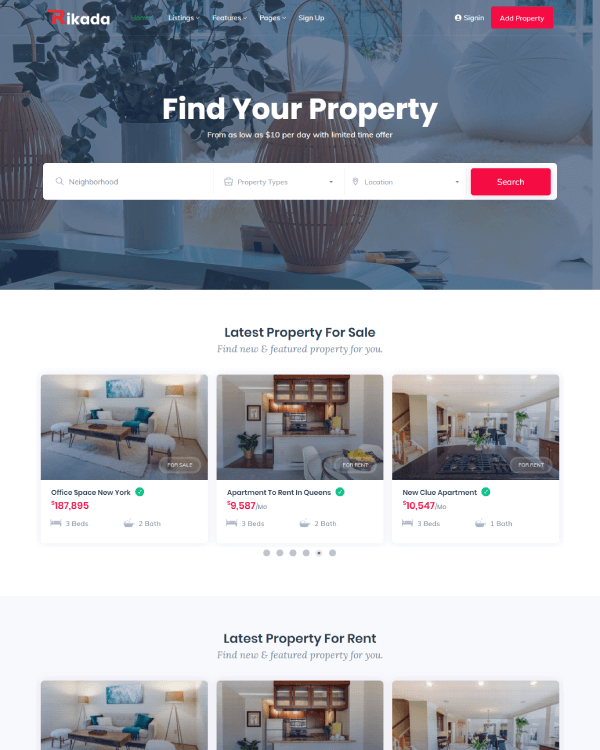 Rikada Home Listings Features Pages Sign Up Signin Add Property
Find Your Property
From as low as $10 per day with limited time offer
Neighborhood Property Types Location Search
Latest Property For Sale
Find new & featured property for you.
FOR SALE FOR RENT FOR RENT
Office Space New York Apartment To Rent In Queens New Clue Apartment
$187,895 $9,587/Mo $10,547/Mo
3 Beds 2 Bath 3 Beds 2 Bath 3 Beds 1 Bath
Latest Property For Rent
Find new & featured property for you.